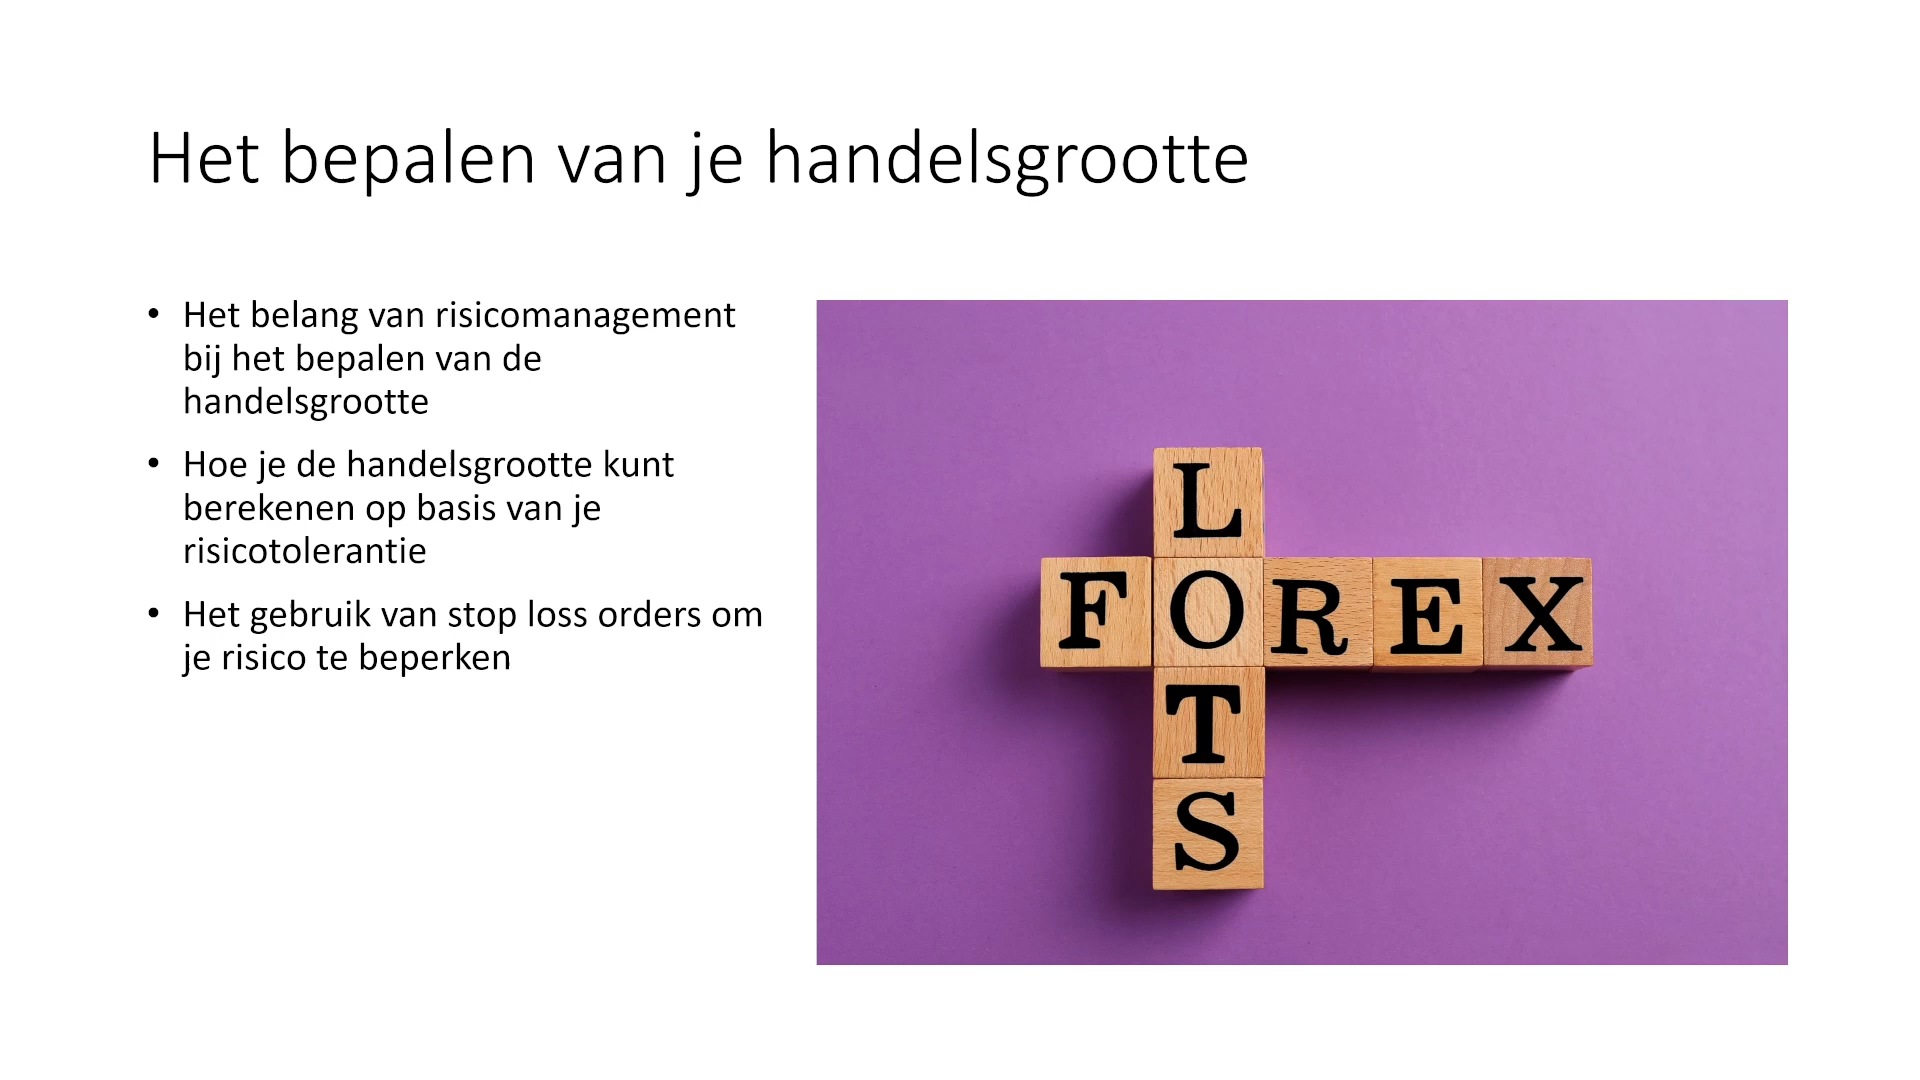 Het bepalen van je handelsgrootte
• Het belang van risicomanagement
bij het bepalen van de
handelsgrootte
• Hoe je de handelsgrootte kunt
berekenen op basis van je
risicotolerantie
• Het gebruik van stop loss orders om
je risico te beperken
LOTS
FOREX